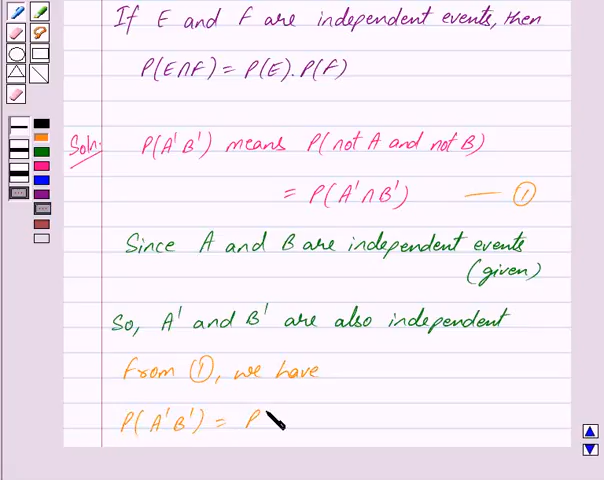 If E and F are independent events, then
P(E∩F) = P(E). P(F)
Soln. P(A'B') means P(not A and not B)
= P(A'∩B') — ①
Since A and B are independent events
(given)
So, A' and B' are also independent
From ①, we have
P(A'B') = P